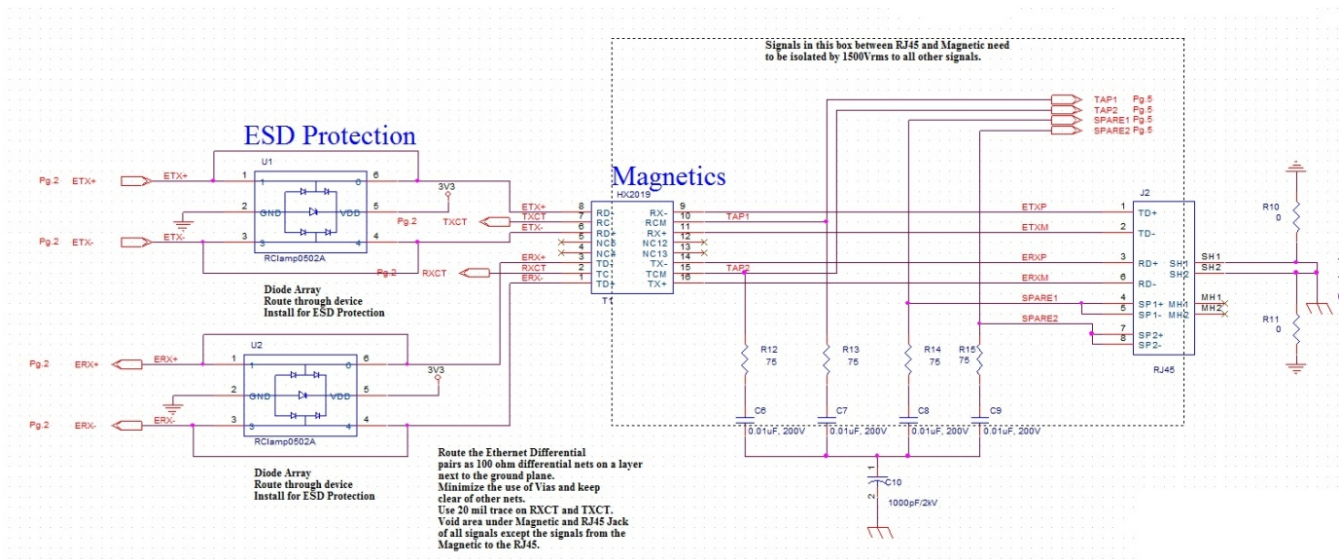 Signals in this box between RJ45 and Magnetic need
to be isolated by 1500Vrms to all other signals.
TAP1 Pg.5
TAP2 Pg.5
SPARE1 Pg.5
SPARE2 Pg.5
ESD Protection
U1
Pg.2 ETX+ ETX+ 1 1 6 6
2 GND VDD 5 3V3
Pg.2 ETX- ETX- 3 3 4 4
RClamp0502A
Diode Array
Route through device
Install for ESD Protection
Pg.2 TXCT
Pg.2 RXCT
Magnetics
HX2019
ETX+ 8 RD- RX- 9
TXCT 7 RC RCM 10 TAP1
ETX- 6 RD+ RX+ 11
5 NC5 NC12 12
4 NC4 NC13 13
ERX+ 3 TD- TX- 14
RXCT 2 TC TCM 15 TAP2
ERX- 1 TD+ TX+ 16
T1
J2
ETXP 1 TD+
ETXM 2 TD-
ERXP 3 RD+ SH1 SH1
SH2 SH2
ERXM 6 RD-
SPARE1 4 SP1+ MH1 MH1
5 SP1- MH2 MH2
SPARE2 7 SP2+
8 SP2-
RJ45
R10
0
R11
0
U2
Pg.2 ERX+ ERX+ 1 1 6 6
2 GND VDD 5 3V3
Pg.2 ERX- ERX- 3 3 4 4
RClamp0502A
Diode Array
Route through device
Install for ESD Protection
R12
75
R13
75
R14
75
R15
75
C6
0.01uF, 200V
C7
0.01uF, 200V
C8
0.01uF, 200V
C9
0.01uF, 200V
1
C10
2
1000pF/2kV
Route the Ethernet Differential
pairs as 100 ohm differential nets on a layer
next to the ground plane.
Minimize the use of Vias and keep
clear of other nets.
Use 20 mil trace on RXCT and TXCT.
Void area under Magnetic and RJ45 Jack
of all signals except the signals from the
Magnetic to the RJ45.